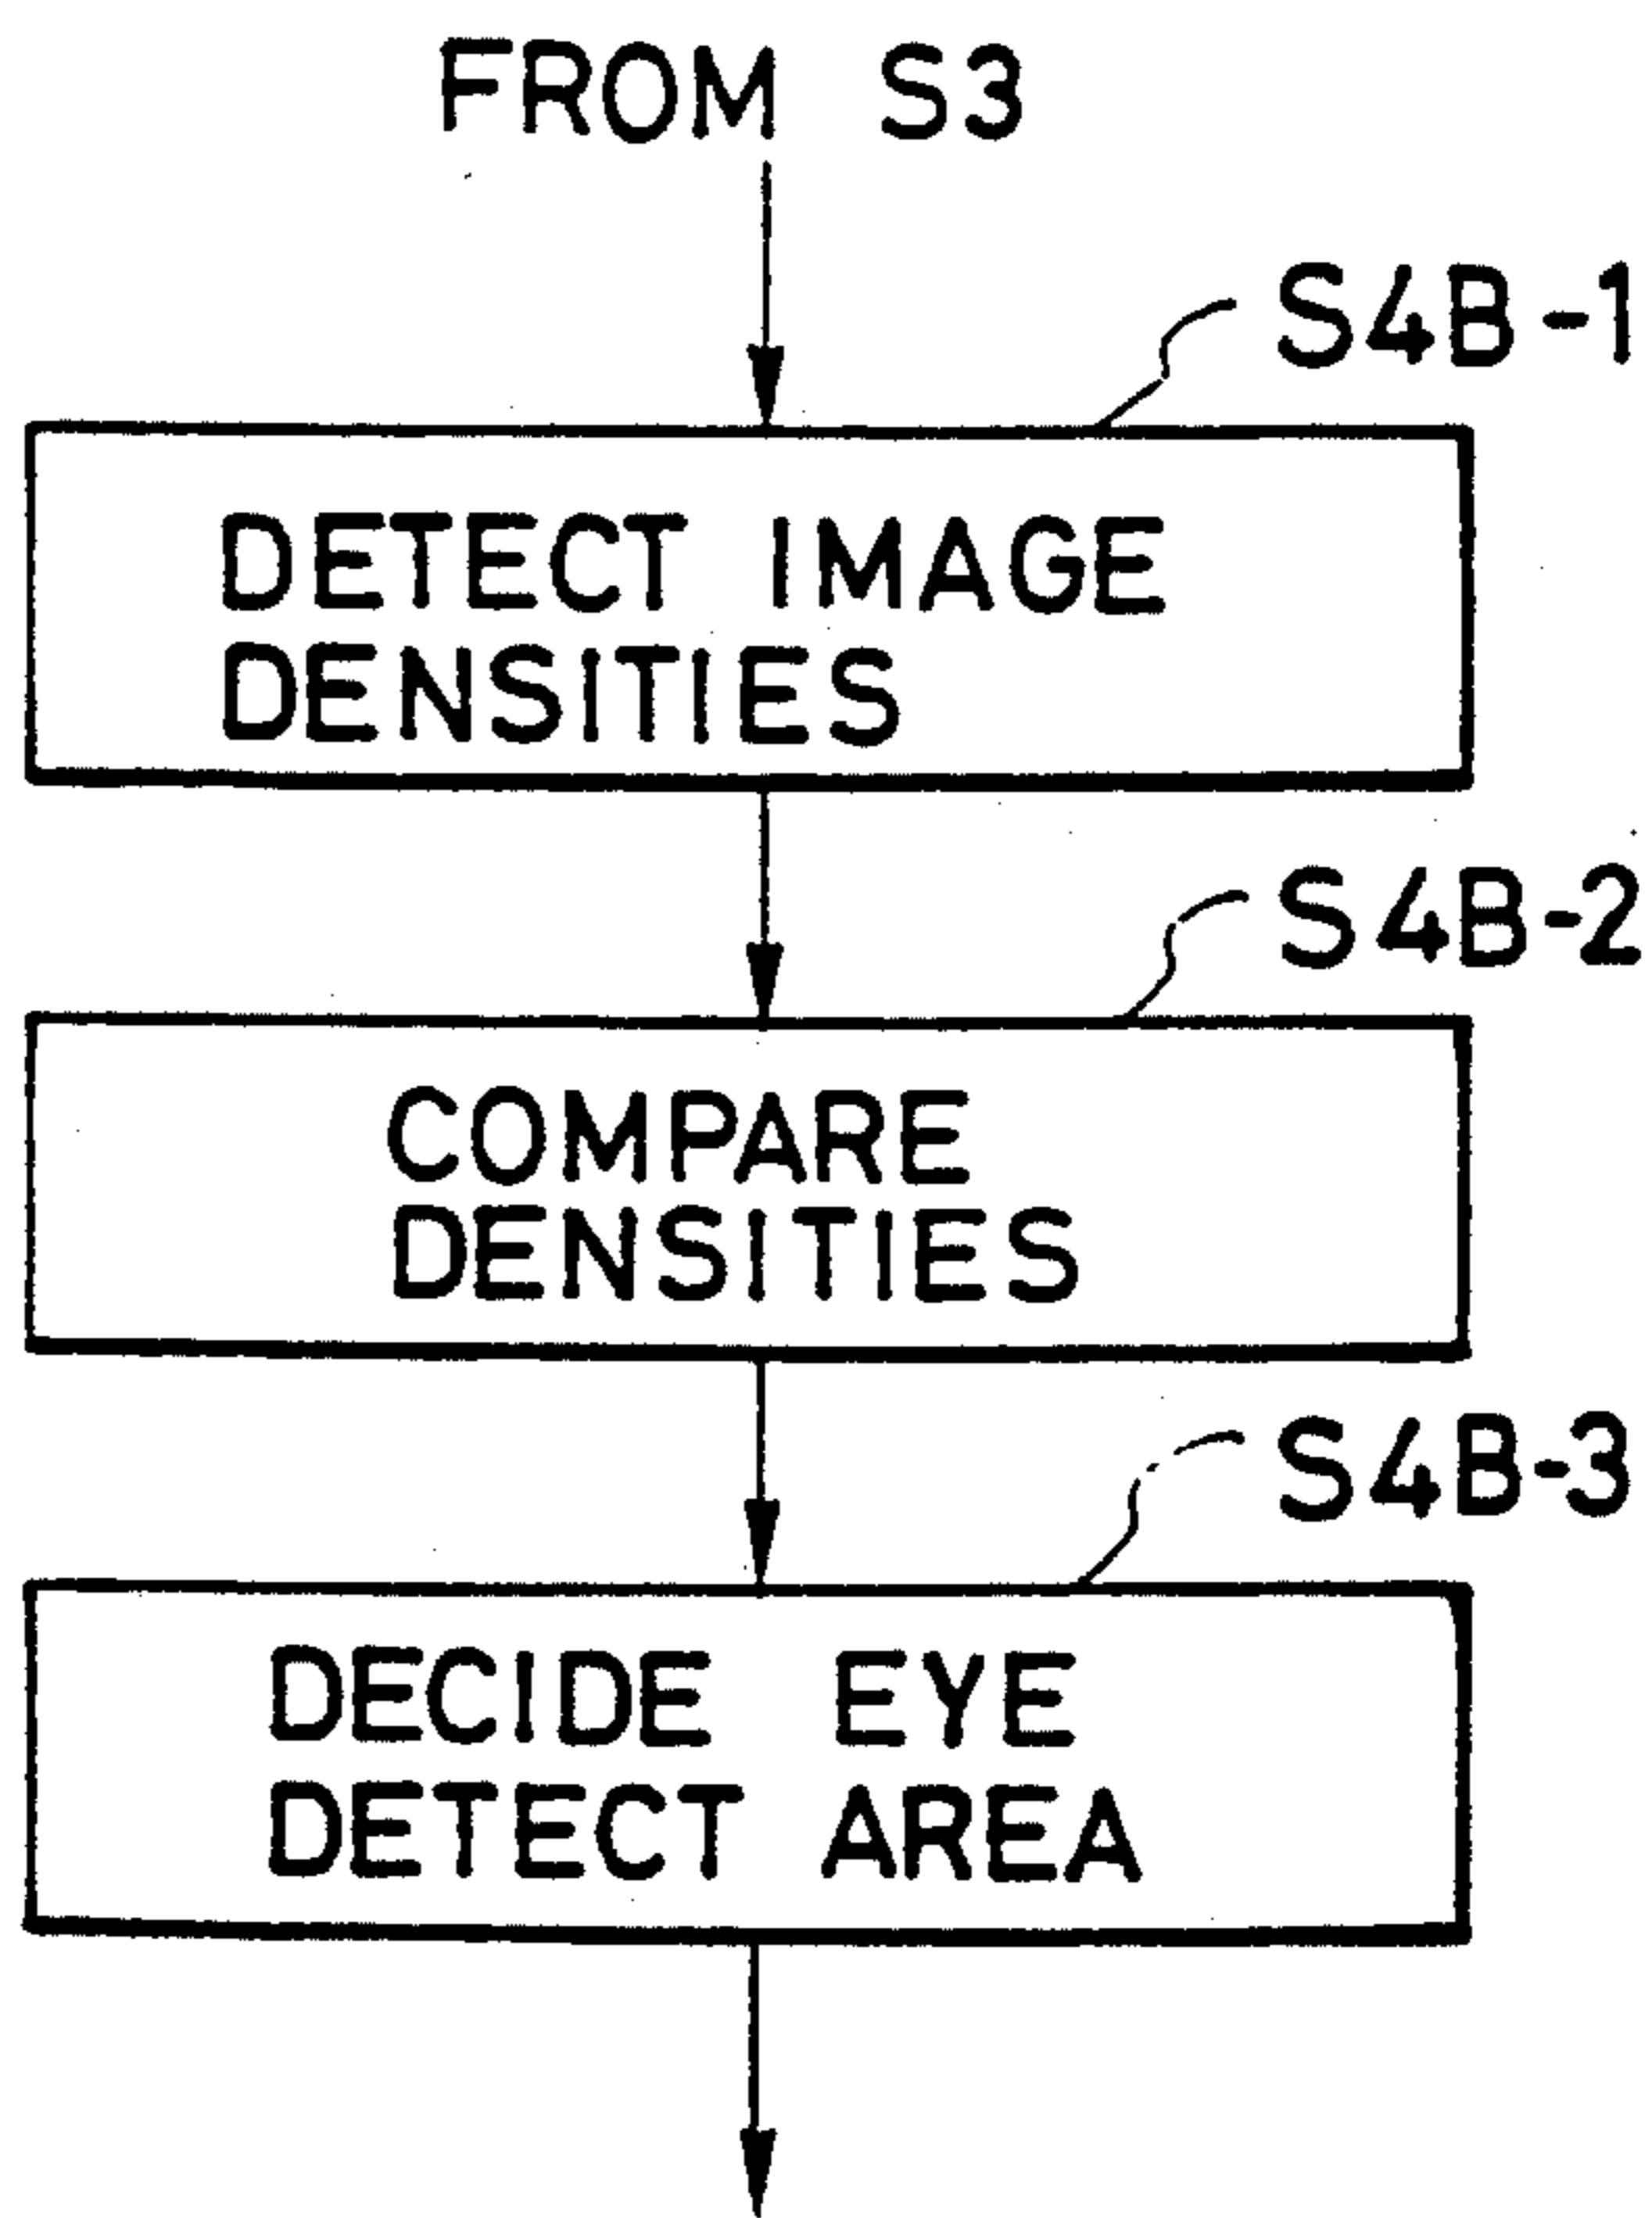 FROM S3
S4B-1
DETECT IMAGE
DENSITIES
S4B-2
COMPARE
DENSITIES
S4B-3
DECIDE EYE
DETECT AREA